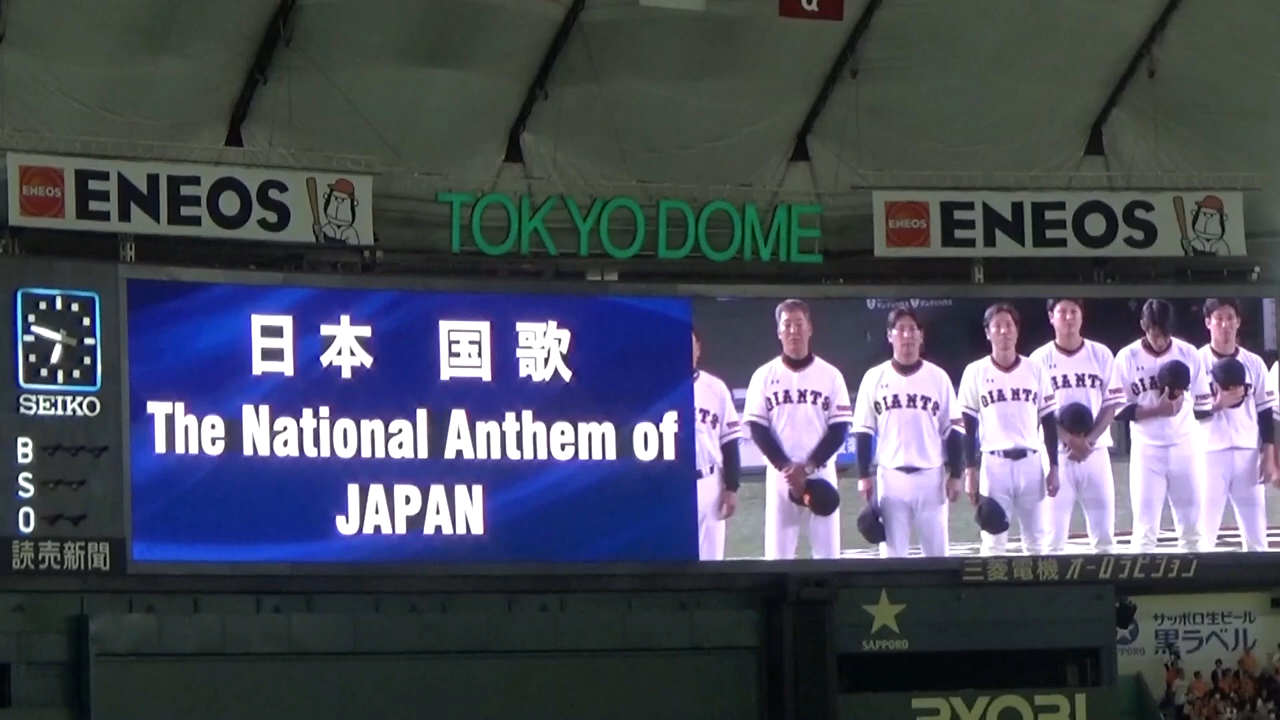 α
ENEOS
ENEOS
TOKYO DOME
ENEOS
ENEOS
日本 国歌
The National Anthem of
JAPAN
SEIKO
B
S
O
読売新聞
GIANTS
GIANTS
GIANTS
三菱電機 オーロラビジョン
SAPPORO
サッポロ生ビール
黒ラベル
RYOBI